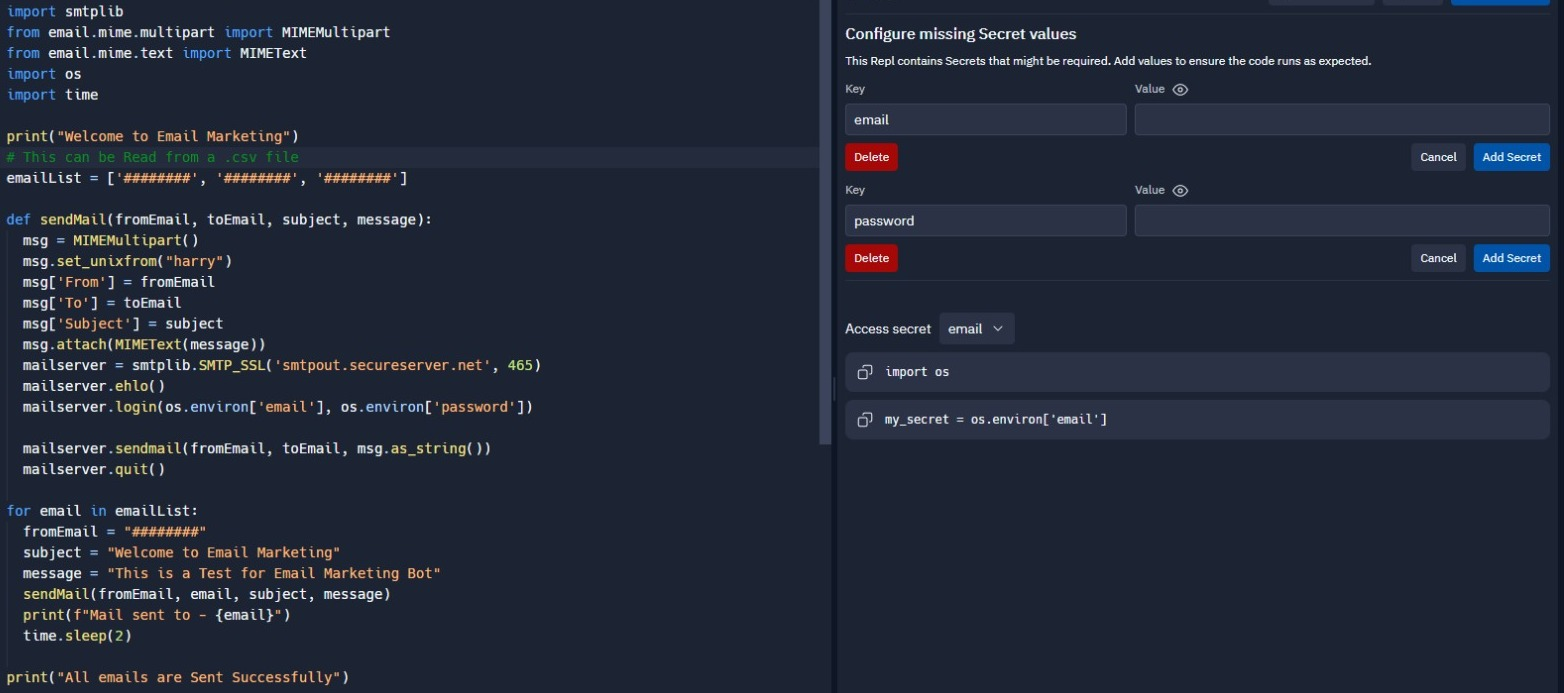 import smtplib
from email.mime.multipart import MIMEMultipart
from email.mime.text import MIMEText
import os
import time

print("Welcome to Email Marketing")
# This can be Read from a .csv file
emailList = ['########', '########', '########']

def sendMail(fromEmail, toEmail, subject, message):
  msg = MIMEMultipart()
  msg.set_unixfrom("harry")
  msg['From'] = fromEmail
  msg['To'] = toEmail
  msg['Subject'] = subject
  msg.attach(MIMEText(message))
  mailserver = smtplib.SMTP_SSL('smtpout.secureserver.net', 465)
  mailserver.ehlo()
  mailserver.login(os.environ['email'], os.environ['password'])

  mailserver.sendmail(fromEmail, toEmail, msg.as_string())
  mailserver.quit()

for email in emailList:
  fromEmail = "########"
  subject = "Welcome to Email Marketing"
  message = "This is a Test for Email Marketing Bot"
  sendMail(fromEmail, email, subject, message)
  print(f"Mail sent to - {email}")
  time.sleep(2)

print("All emails are Sent Successfully")
Configure missing Secret values
This Repl contains Secrets that might be required. Add values to ensure the code runs as expected.
Key Value
email
Delete Cancel Add Secret
Key Value
password
Delete Cancel Add Secret
Access secret email
import os
my_secret = os.environ['email']